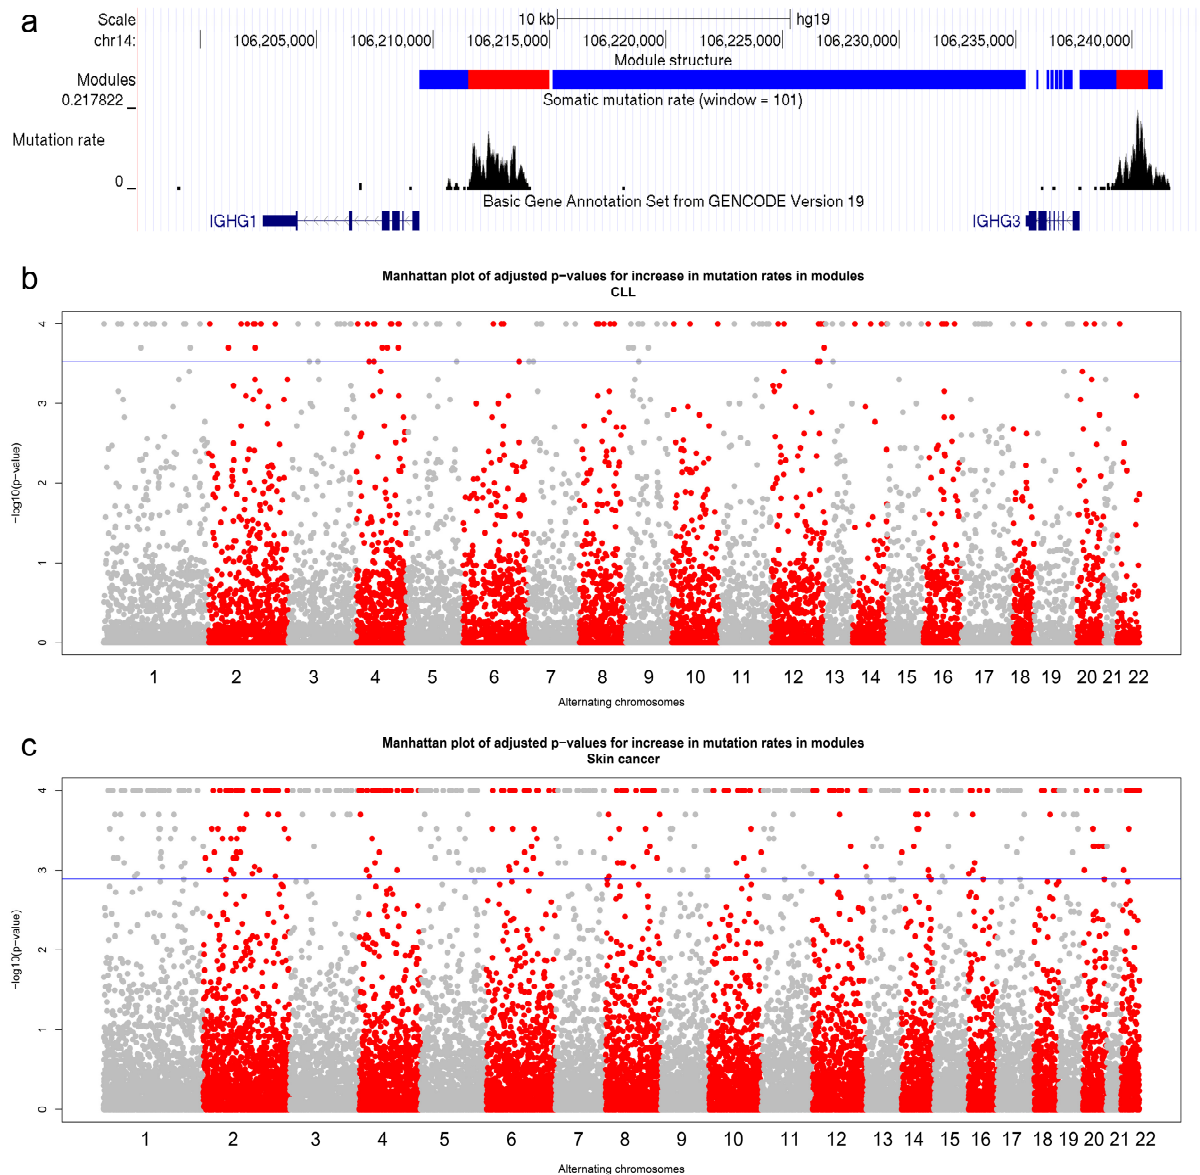 a
Scale
10 kb
hg19
chr14:
106,205,000
106,210,000
106,215,000
106,220,000
106,225,000
106,230,000
106,235,000
106,240,000
Module structure
Modules
0.217822
Somatic mutation rate (window = 101)
Mutation rate
0
Basic Gene Annotation Set from GENCODE Version 19
IGHG1
IGHG3
b
Manhattan plot of adjusted p−values for increase in mutation rates in modules
CLL
4
3
2
1
0
−log10(p−value)
1 2 3 4 5 6 7 8 9 10 11 12 13 14 15 16 17 18 19 20 21 22
Alternating chromosomes
c
Manhattan plot of adjusted p−values for increase in mutation rates in modules
Skin cancer
4
3
2
1
0
−log10(p−value)
1 2 3 4 5 6 7 8 9 10 11 12 13 14 15 16 17 18 19 20 21 22
Alternating chromosomes